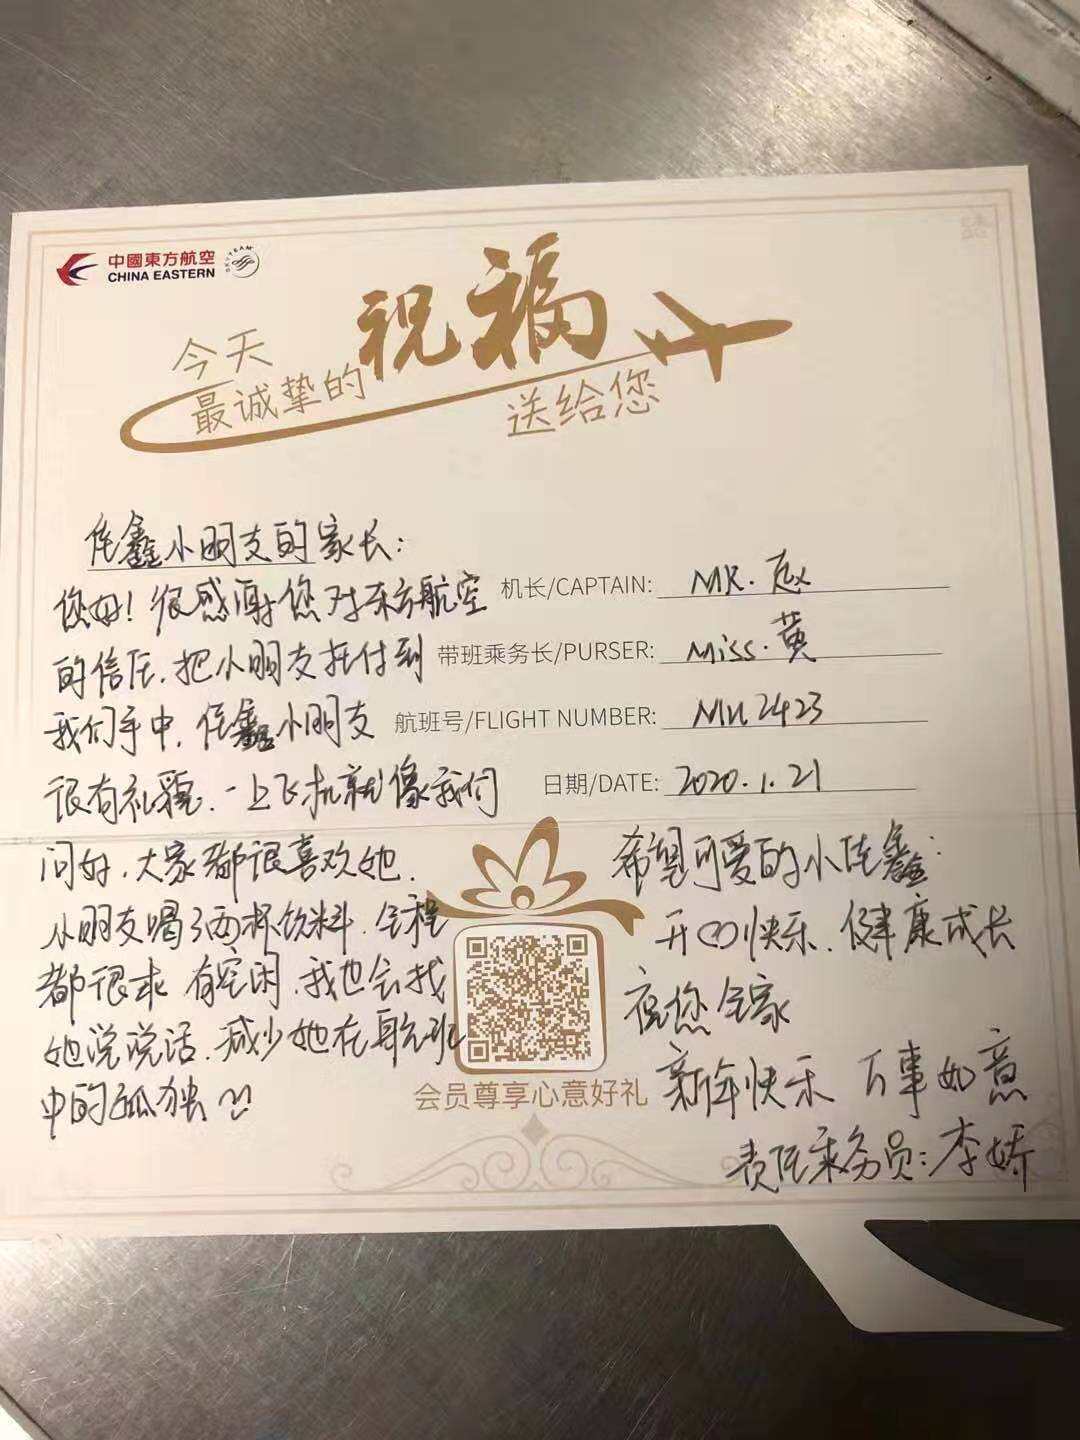 中國東方航空
CHINA EASTERN
SKYTEAM
今天
最诚挚的
祝福
送给您
佳鑫小朋友的家长:
您好!很感谢您对东方航空
的信任,把小朋友托付到
我们手中,佳鑫小朋友
很有礼貌,一上飞机就像我们
问好,大家都很喜欢她.
小朋友喝了两杯饮料.全程
都很乖 有空闲,我也会找
她说说话,减少她在航班
中的孤独
机长/CAPTAIN: MR.赵
带班乘务长/PURSER: Miss.黄
航班号/FLIGHT NUMBER: MU2423
日期/DATE: 2020.1.21
希望可爱的小佳鑫:
开心快乐.健康成长
祝您全家
新年快乐 万事如意
责任乘务员:李娇
会员尊享心意好礼